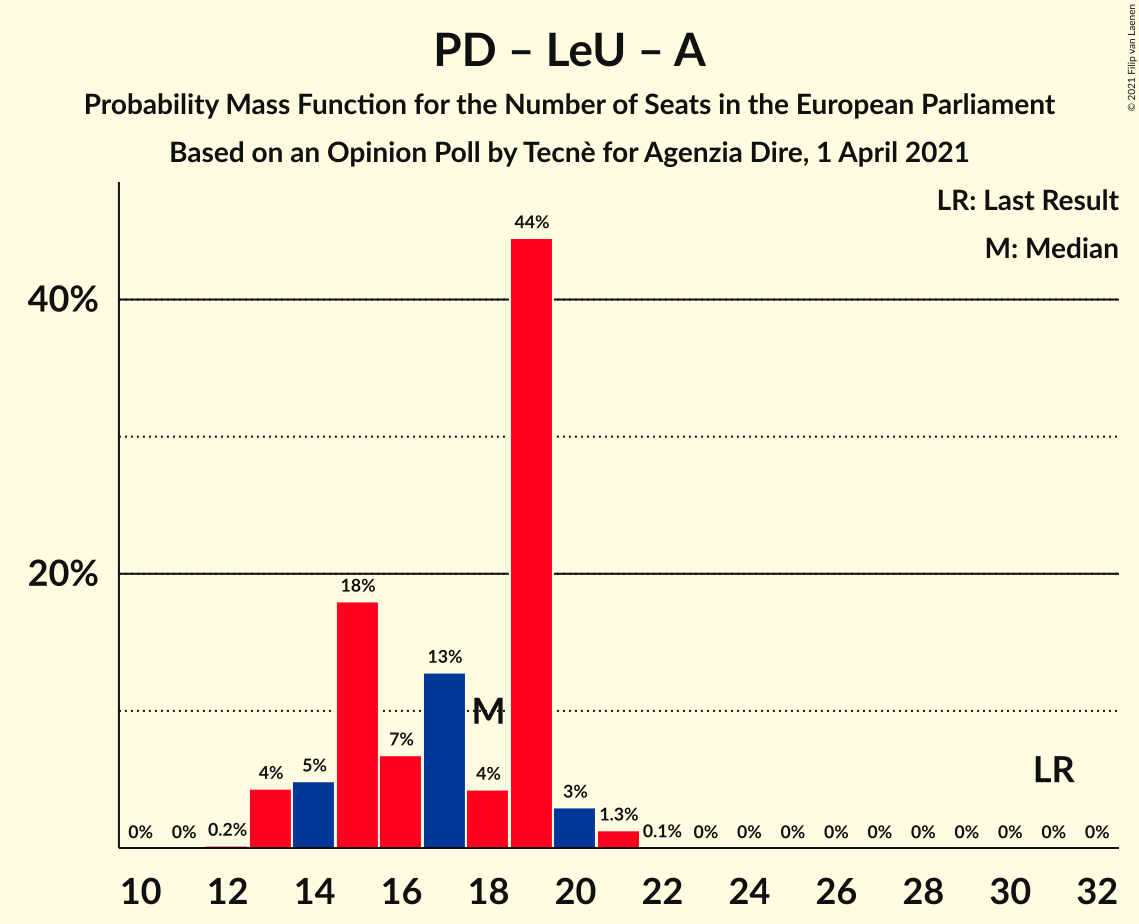 PD – LeU – A
Probability Mass Function for the Number of Seats in the European Parliament
Based on an Opinion Poll by Tecnè for Agenzia Dire, 1 April 2021
© 2021 Filip van Laenen
LR: Last Result
M: Median
40%
20%
0% 0% 0.2% 4% 5% 18% 7% 13% 4% 44% 3% 1.3% 0.1% 0% 0% 0% 0% 0% 0% 0% 0% 0% 0%
M
LR
10 12 14 16 18 20 22 24 26 28 30 32